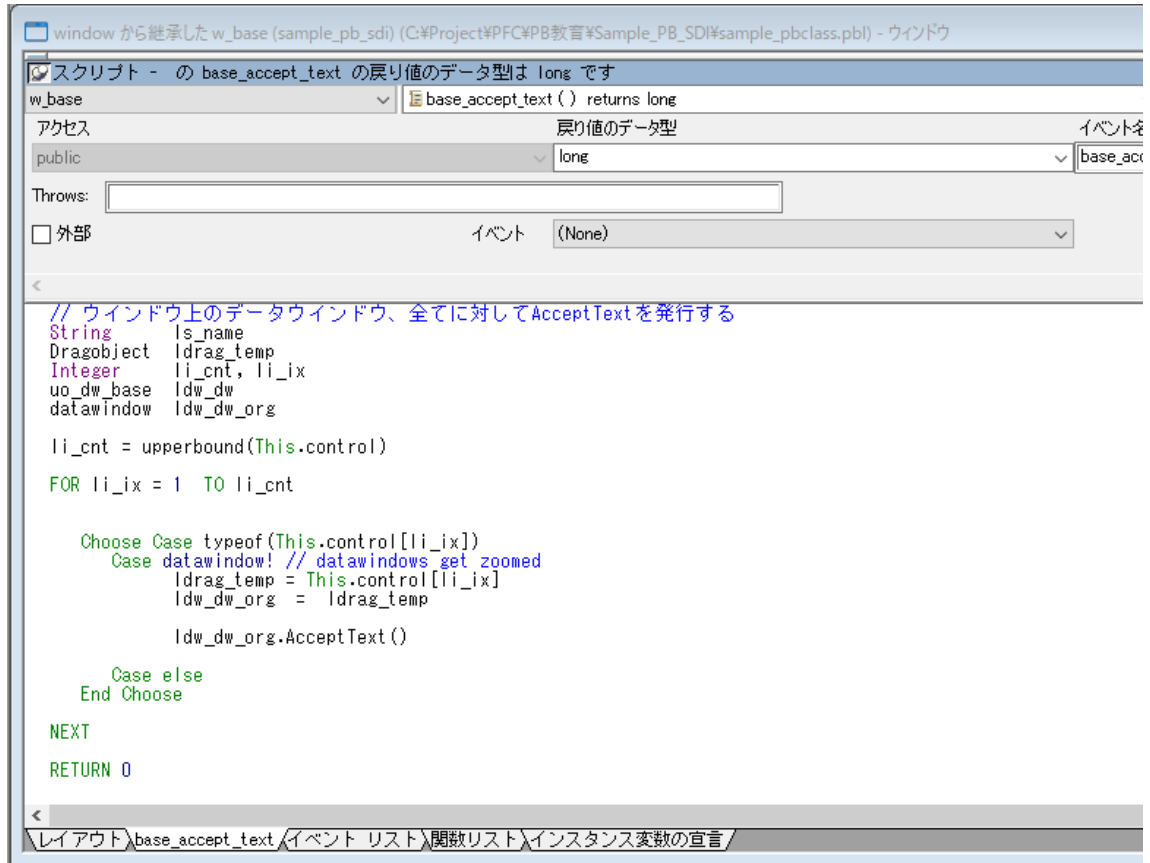 window から継承した w_base (sample_pb_sdi) (C:¥Project¥PFC¥PB教育¥Sample_PB_SDI¥sample_pbclass.pbl) - ウィンドウ
スクリプト - の base_accept_text の戻り値のデータ型は long です
w_base base_accept_text ( ) returns long
アクセス 戻り値のデータ型 イベント名
public long base_acc
Throws:
外部 イベント (None)
// ウインドウ上のデータウインドウ、全てに対してAcceptTextを発行する
String ls_name
Dragobject ldrag_temp
Integer li_cnt, li_ix
uo_dw_base ldw_dw
datawindow ldw_dw_org
li_cnt = upperbound(This.control)
FOR li_ix = 1 TO li_cnt
Choose Case typeof(This.control[li_ix])
Case datawindow! // datawindows get zoomed
ldrag_temp = This.control[li_ix]
ldw_dw_org = ldrag_temp
ldw_dw_org.AcceptText()
Case else
End Choose
NEXT
RETURN 0
レイアウト base_accept_text イベント リスト 関数リスト インスタンス変数の宣言